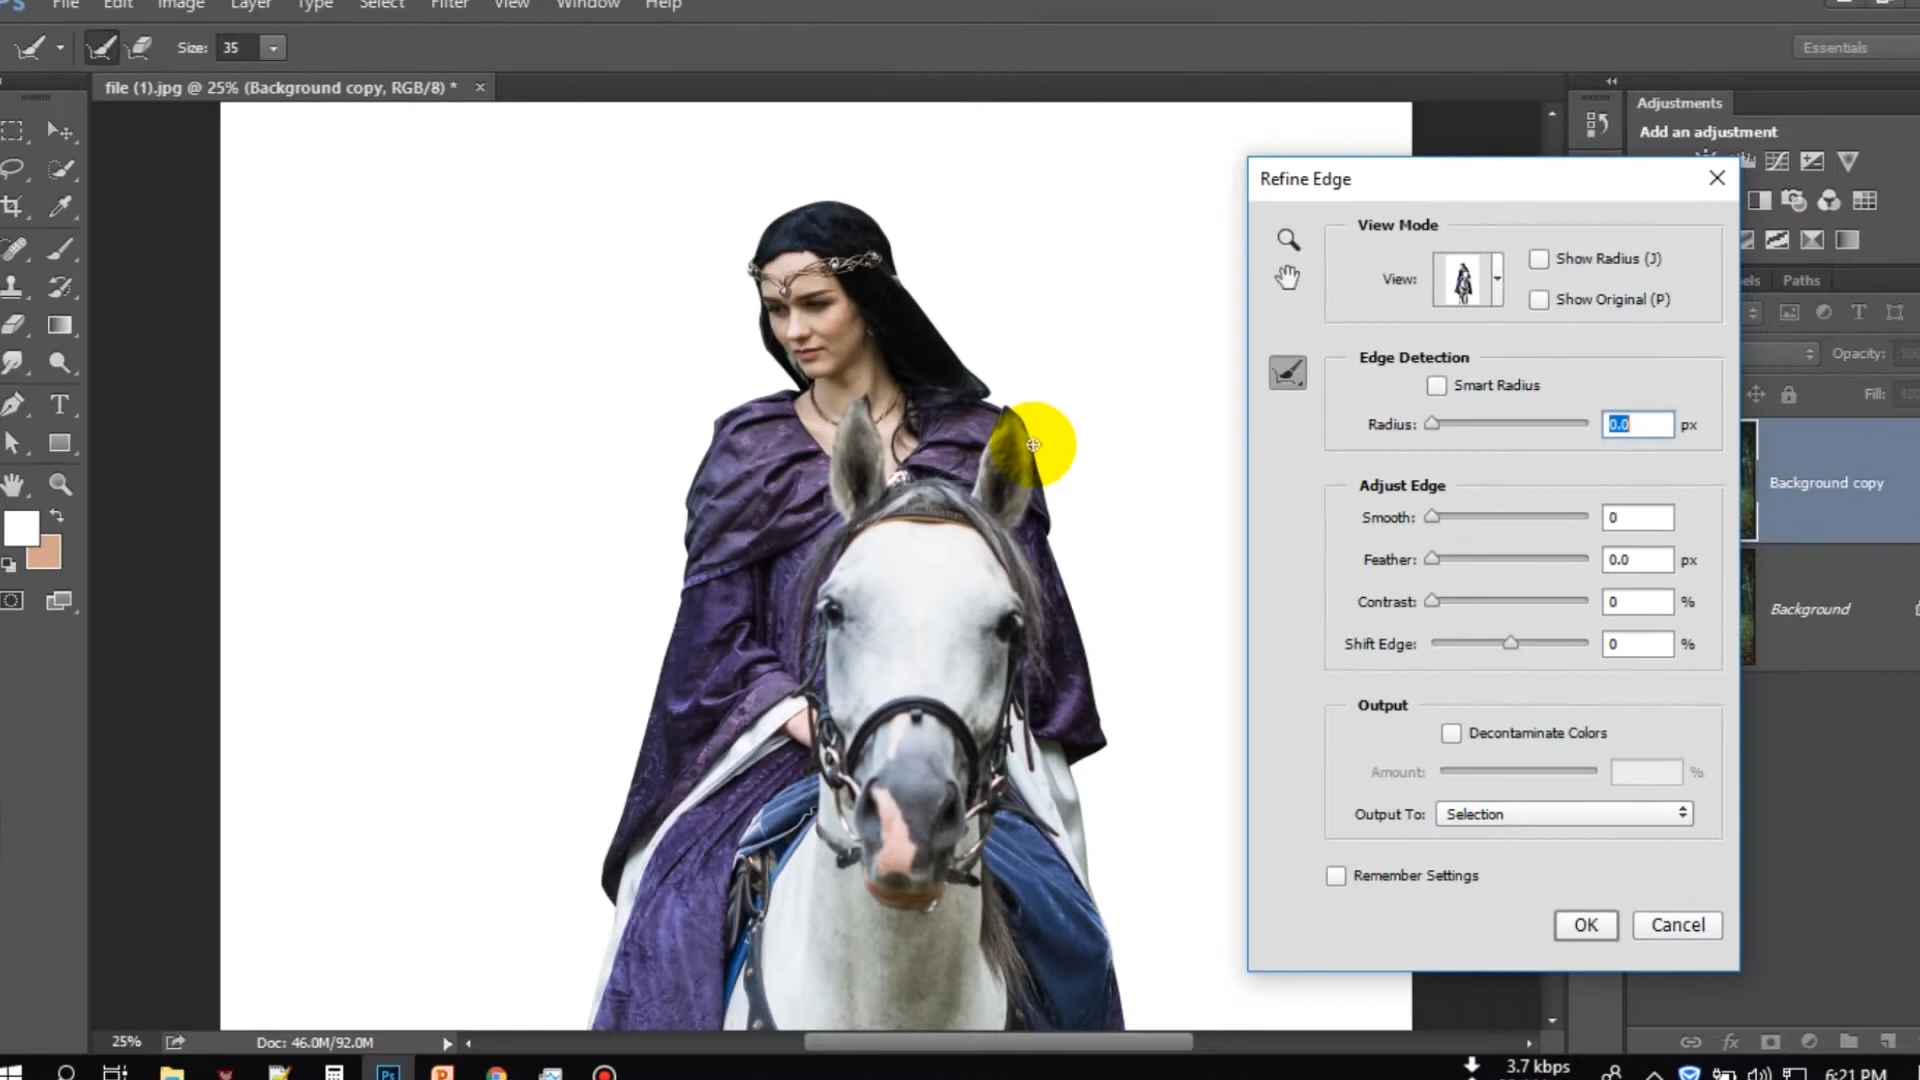 File Edit Image Layer Type Select Filter View Window Help
Size: 35
Essentials
file (1).jpg @ 25% (Background copy, RGB/8) *
Adjustments
Add an adjustment
Refine Edge
View Mode
View:
Show Radius (J)
Show Original (P)
Paths
Edge Detection
Smart Radius
Radius: 0.0 px
Opacity:
Fill:
Adjust Edge
Smooth: 0
Feather: 0.0 px
Contrast: 0 %
Shift Edge: 0 %
Background copy
Background
Output
Decontaminate Colors
Amount: %
Output To: Selection
Remember Settings
OK Cancel
25% Doc: 46.0M/92.0M
fx
Ps
3.7 kbps
6:21 PM